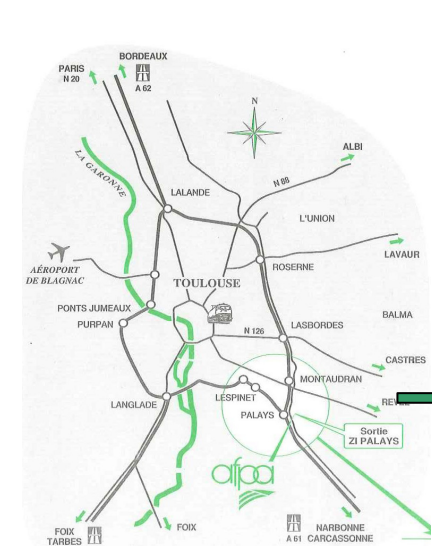 BORDEAUX
PARIS
N 20
A 62
N
ALBI
LA GARONNE
N 88
LALANDE
L'UNION
LAVAUR
ROSERNE
AÉROPORT
DE BLAGNAC
TOULOUSE
PONTS JUMEAUX
BALMA
PURPAN
N 126
LASBORDES
CASTRES
MONTAUDRAN
LESPINET
REVEL
LANGLADE
PALAYS
Sortie
ZI PALAYS
afpa
FOIX
TARBES
FOIX
A 61
NARBONNE
CARCASSONNE